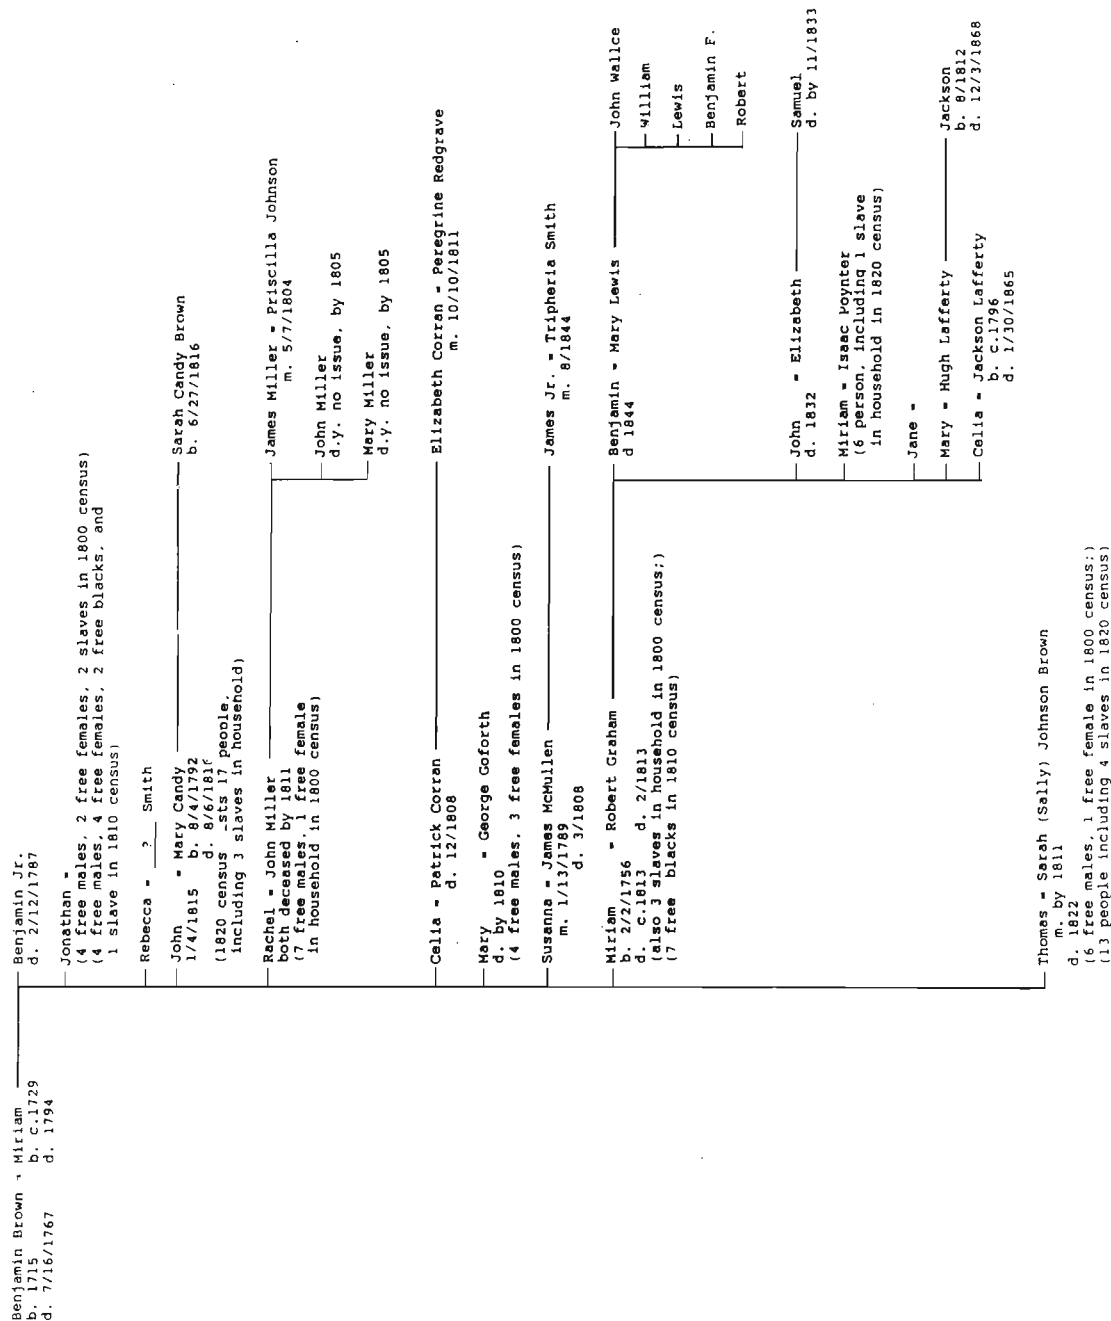 Benjamin Brown = Miriam
b. 1715 b. c.1729
d. 7/16/1767 d. 1794
Benjamin Jr.
d. 2/12/1787
Jonathan =
(4 free males, 2 free females, 2 slaves in 1800 census)
(4 free males, 4 free females, 2 free blacks, and
1 slave in 1810 census)
Rebecca = ? Smith
John = Mary Candy
1/4/1815 b. 8/4/1792
d. 8/6/1816
(1820 census sts 17 people,
including 3 slaves in household)
Sarah Candy Brown
b. 6/27/1816
Rachel = John Miller
both deceased by 1811
(7 free males, 1 free female
in household in 1800 census)
James Miller = Priscilla Johnson
m. 5/7/1804
John Miller
d.y. no issue, by 1805
Mary Miller
d.y. no issue, by 1805
Celia = Patrick Corran
d. 12/1808
Elizabeth Corran = Peregrine Redgrave
m. 10/10/1811
Mary = George Goforth
d. by 1810
(4 free males, 3 free females in 1800 census)
Susanna = James McMullen
m. 1/13/1789
d. 3/1808
James Jr. = Tripheria Smith
m. 8/1844
Miriam = Robert Graham
b. 2/2/1756
d. c.1813 d. 2/1813
(also 3 slaves in household in 1800 census;)
(7 free blacks in 1810 census)
Benjamin = Mary Lewis
d 1844
John Wallce
William
Lewis
Benjamin F.
Robert
John = Elizabeth
d. 1832
Samuel
d. by 11/1833
Miriam = Isaac Poynter
(6 person, including 1 slave
in household in 1820 census)
Jane =
Mary = Hugh Lafferty
Jackson
b. 8/1812
d. 12/3/1868
Celia = Jackson Lafferty
b. c.1796
d. 1/30/1865
Thomas = Sarah (Sally) Johnson Brown
m. by 1811
d. 1822
(6 free males, 1 free female in 1800 census;)
(13 people including 4 slaves in 1820 census)